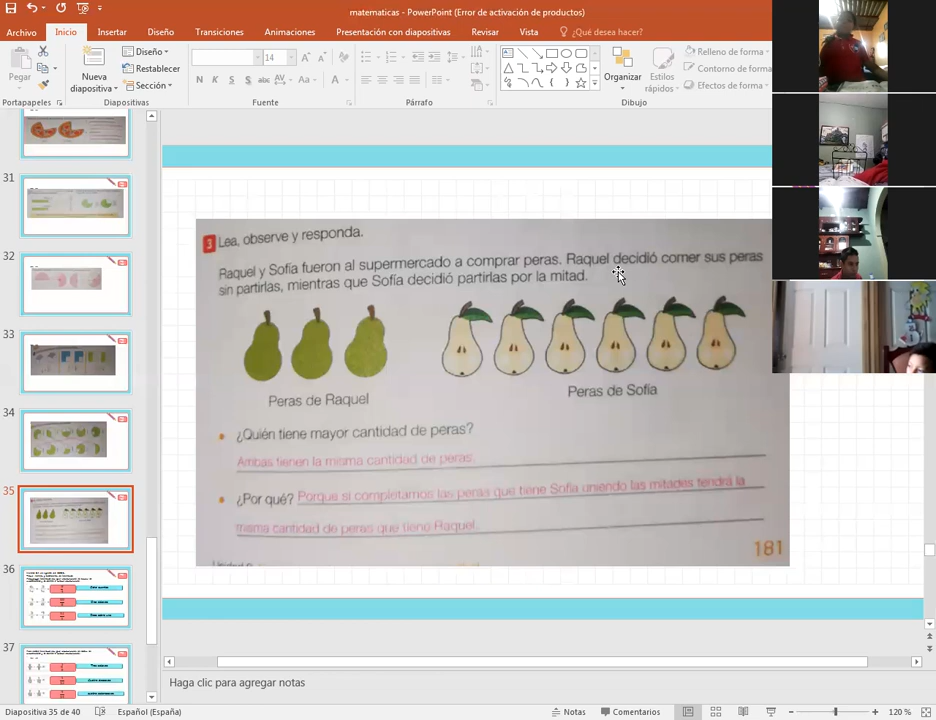 matematicas - PowerPoint (Error de activación de productos)
Archivo
Inicio
Insertar
Diseño
Transiciones
Animaciones
Presentación con diapositivas
Revisar
Vista
¿Qué desea hacer?
Pegar
Nueva diapositiva
Diseño
Restablecer
Sección
14
N K S abc AV Aa A
Organizar
Estilos rápidos
Relleno de forma
Contorno de forma
Efectos de forma
Portapapeles
Diapositivas
Fuente
Párrafo
Dibujo
31
32
33
34
35
36
37
3 Lea, observe y responda.
Raquel y Sofía fueron al supermercado a comprar peras. Raquel decidió comer sus peras
sin partirlas, mientras que Sofía decidió partirlas por la mitad.
Peras de Raquel
Peras de Sofía
• ¿Quién tiene mayor cantidad de peras?
Ambas tienen la misma cantidad de peras.
• ¿Por qué? Porque si completamos las peras que tiene Sofía uniendo las mitades tendrá la
misma cantidad de peras que tiene Raquel.
181
Haga clic para agregar notas
Diapositiva 35 de 40
Español (España)
Notas
Comentarios
120 %